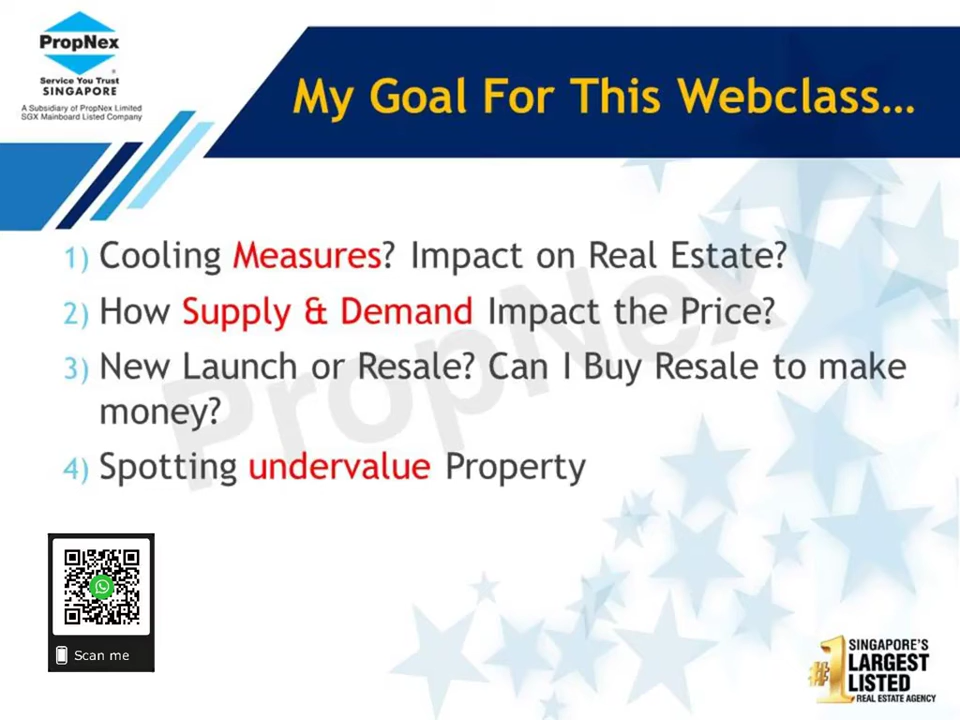 PropNex
Service You Trust
SINGAPORE
A Subsidiary of PropNex Limited
SGX Mainboard Listed Company
My Goal For This Webclass...
1) Cooling Measures? Impact on Real Estate?
2) How Supply & Demand Impact the Price?
3) New Launch or Resale? Can I Buy Resale to make
money?
4) Spotting undervalue Property
PropNex
Scan me
#1 SINGAPORE'S
LARGEST
LISTED
REAL ESTATE AGENCY